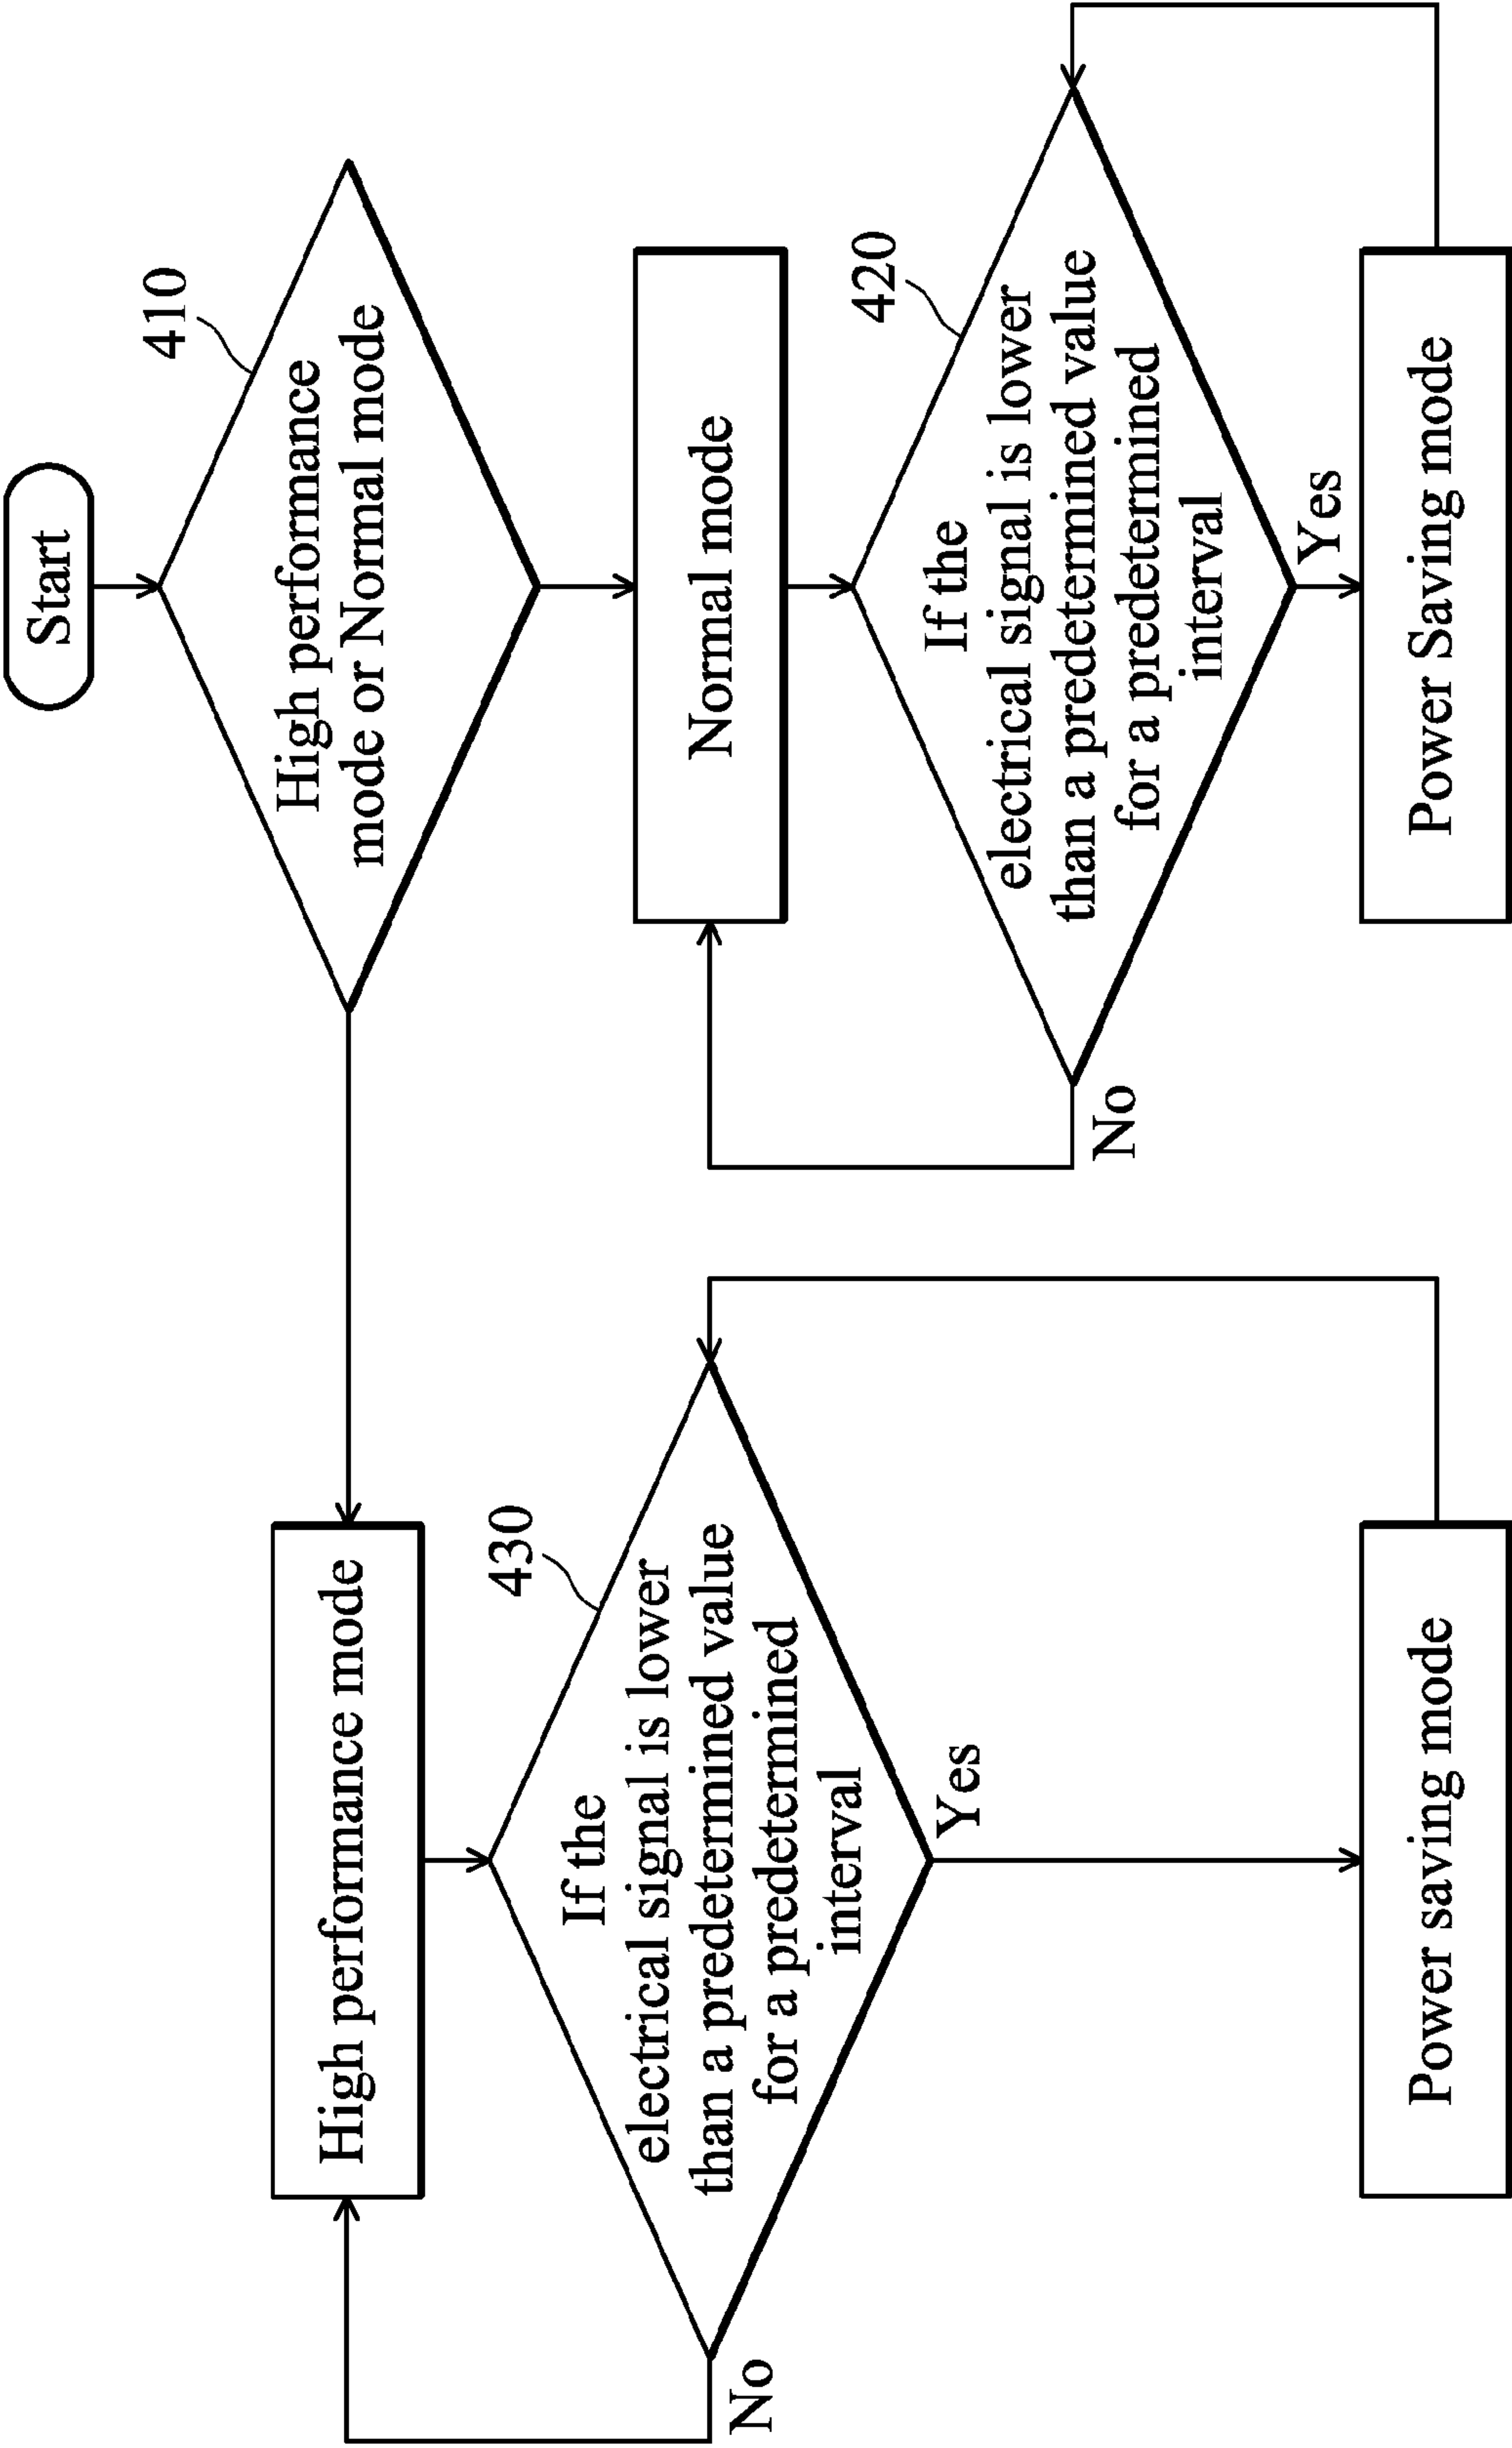 Start
410
High performance
mode or Normal mode
High performance mode
Normal mode
430
If the
electrical signal is lower
than a predetermined value
for a predetermined
interval
No
Yes
420
If the
electrical signal is lower
than a predetermined value
for a predetermined
interval
No
Yes
Power saving mode
Power Saving mode